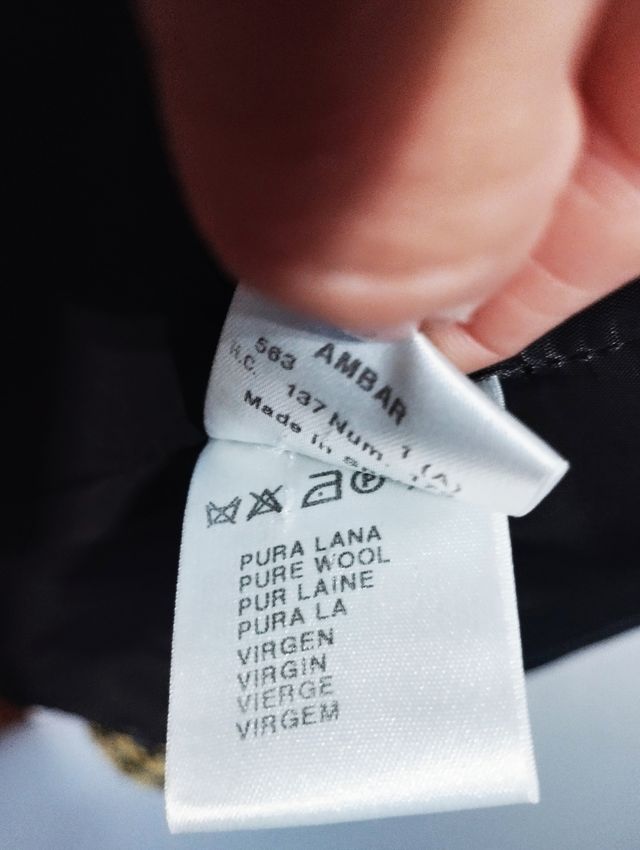 AMBAR
563
H.C. 137 Num. 1 (A)
Made in
PURA LANA
PURE WOOL
PUR LAINE
PURA LA
VIRGEN
VIRGIN
VIERGE
VIRGEM